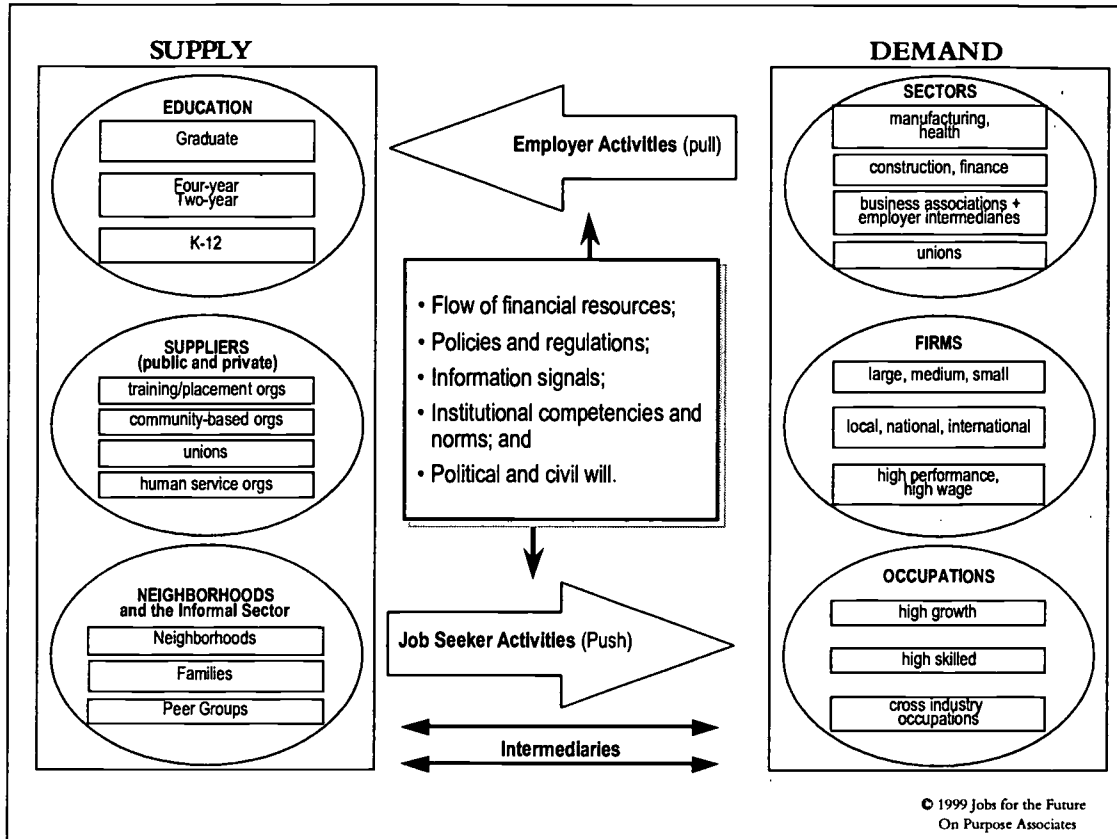 SUPPLY
EDUCATION
Graduate
Four-year
Two-year
K-12
SUPPLIERS
(public and private)
training/placement orgs
community-based orgs
unions
human service orgs
NEIGHBORHOODS
and the Informal Sector
Neighborhoods
Families
Peer Groups
Employer Activities (pull)
• Flow of financial resources;
• Policies and regulations;
• Information signals;
• Institutional competencies and
norms; and
• Political and civil will.
Job Seeker Activities (Push)
Intermediaries
DEMAND
SECTORS
manufacturing,
health
construction, finance
business associations +
employer intermediaries
unions
FIRMS
large, medium, small
local, national, international
high performance,
high wage
OCCUPATIONS
high growth
high skilled
cross industry
occupations
© 1999 Jobs for the Future
On Purpose Associates